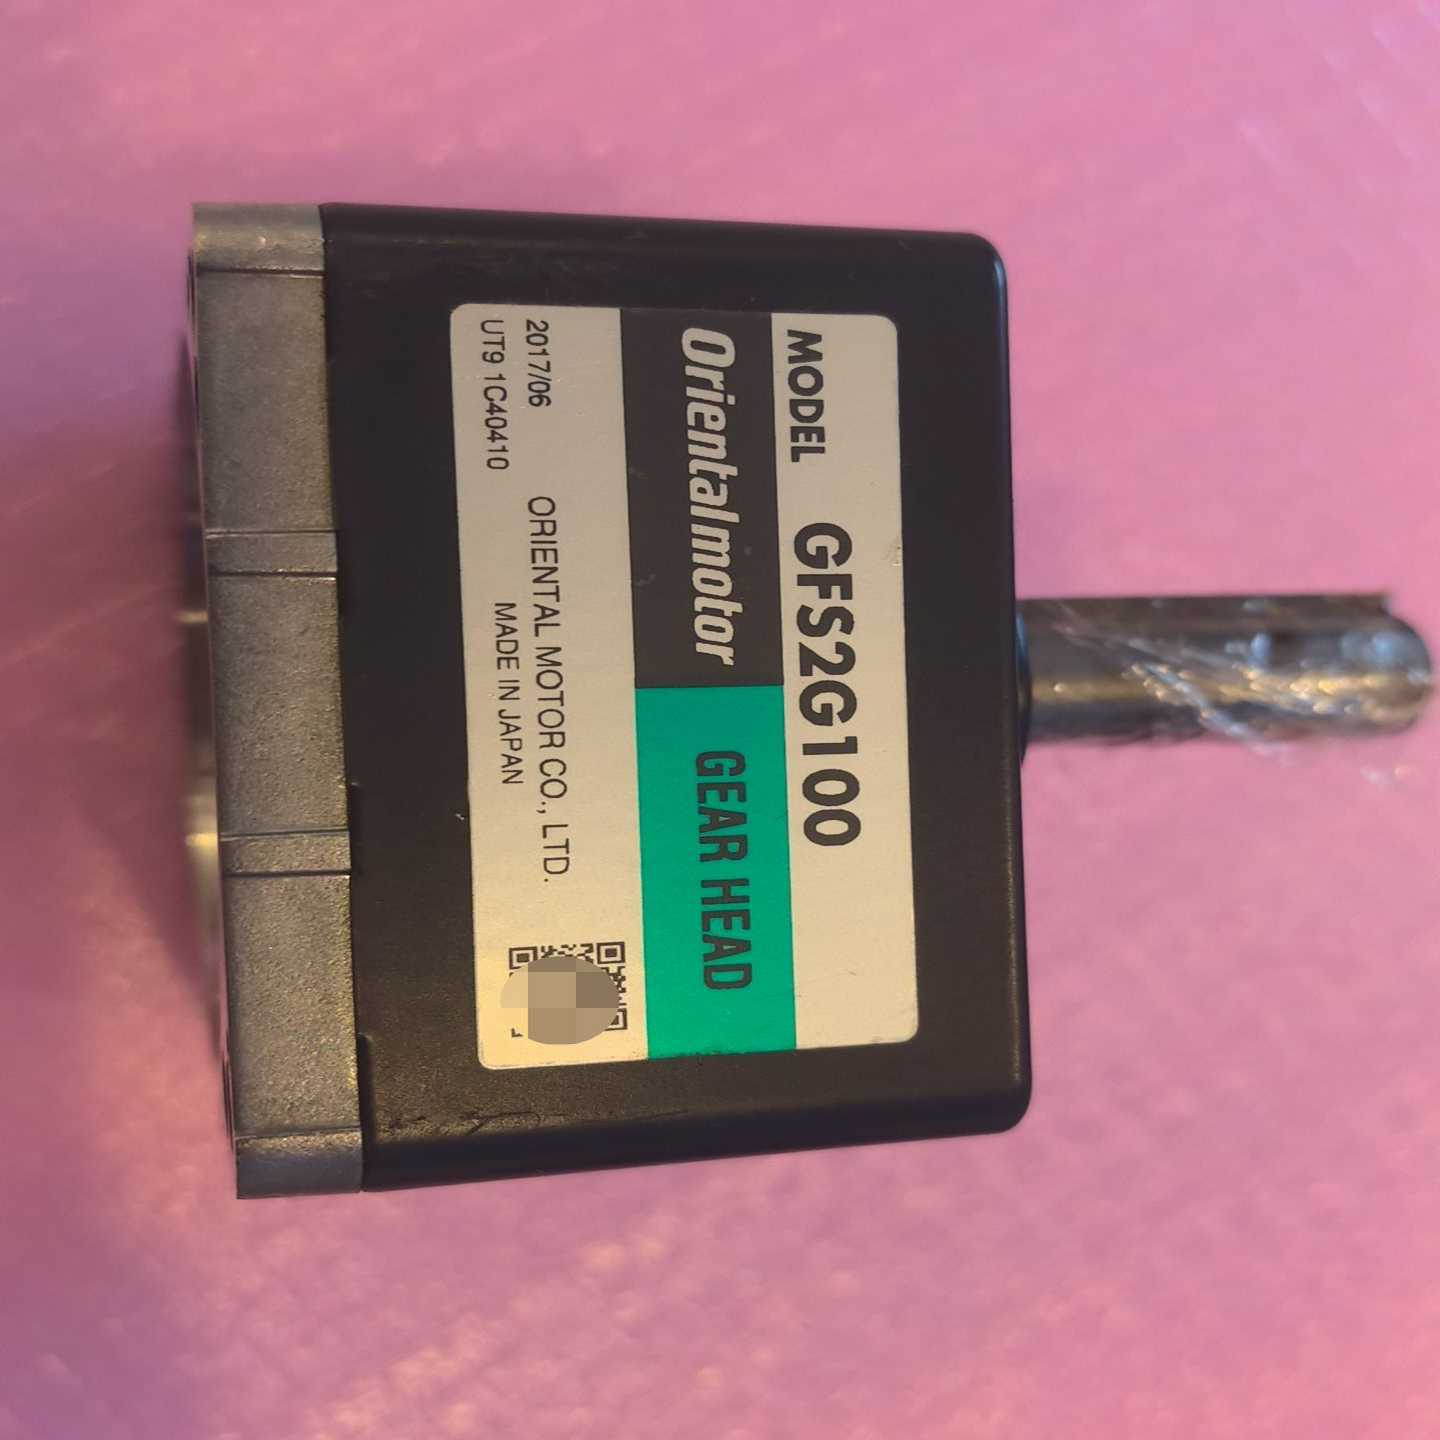 MODEL GFS2G100
Orientalmotor GEAR HEAD
2017/06 ORIENTAL MOTOR CO., LTD.
UT9 1C40410 MADE IN JAPAN